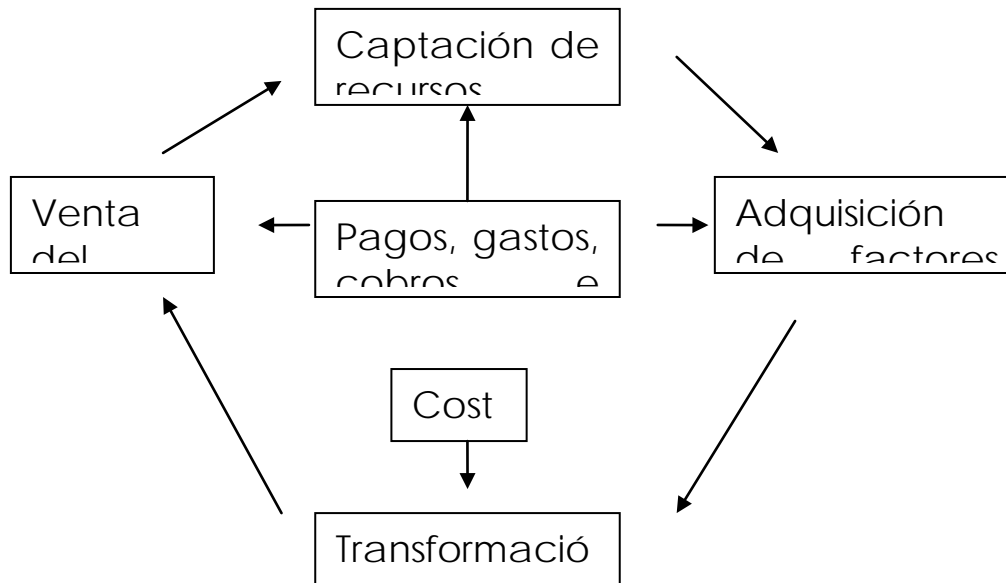 Captación de
recursos
Venta
del
Pagos, gastos,
cobros e
Adquisición
de factores
Cost
Transformació